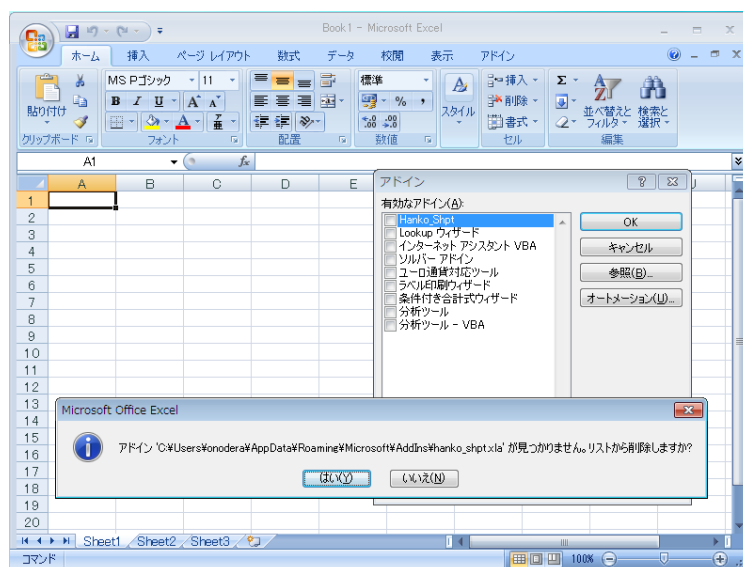 Book1 - Microsoft Excel
ホーム 挿入 ページ レイアウト 数式 データ 校閲 表示 アドイン
貼り付け
MS Pゴシック 11
B I U A A
A 亜
標準
% ,
スタイル
挿入
削除
書式
Σ
並べ替えと フィルタ
検索と 選択
クリップボード フォント 配置 数値 セル 編集
A1 fx
A B C D E J
1
2
3
4
5
6
7
8
9
10
11
12
13
14
15
16
17
18
19
20
アドイン
有効なアドイン(A):
Hanko_Shpt
Lookup ウィザード
インターネット アシスタント VBA
ソルバー アドイン
ユーロ通貨対応ツール
ラベル印刷ウィザード
条件付き合計式ウィザード
分析ツール
分析ツール - VBA
OK
キャンセル
参照(B)...
オートメーション(U)...
Microsoft Office Excel
アドイン 'C:¥Users¥onodera¥AppData¥Roaming¥Microsoft¥AddIns¥hanko_shpt.xla' が見つかりません。リストから削除しますか?
はい(Y) いいえ(N)
Sheet1 Sheet2 Sheet3
コマンド 100%